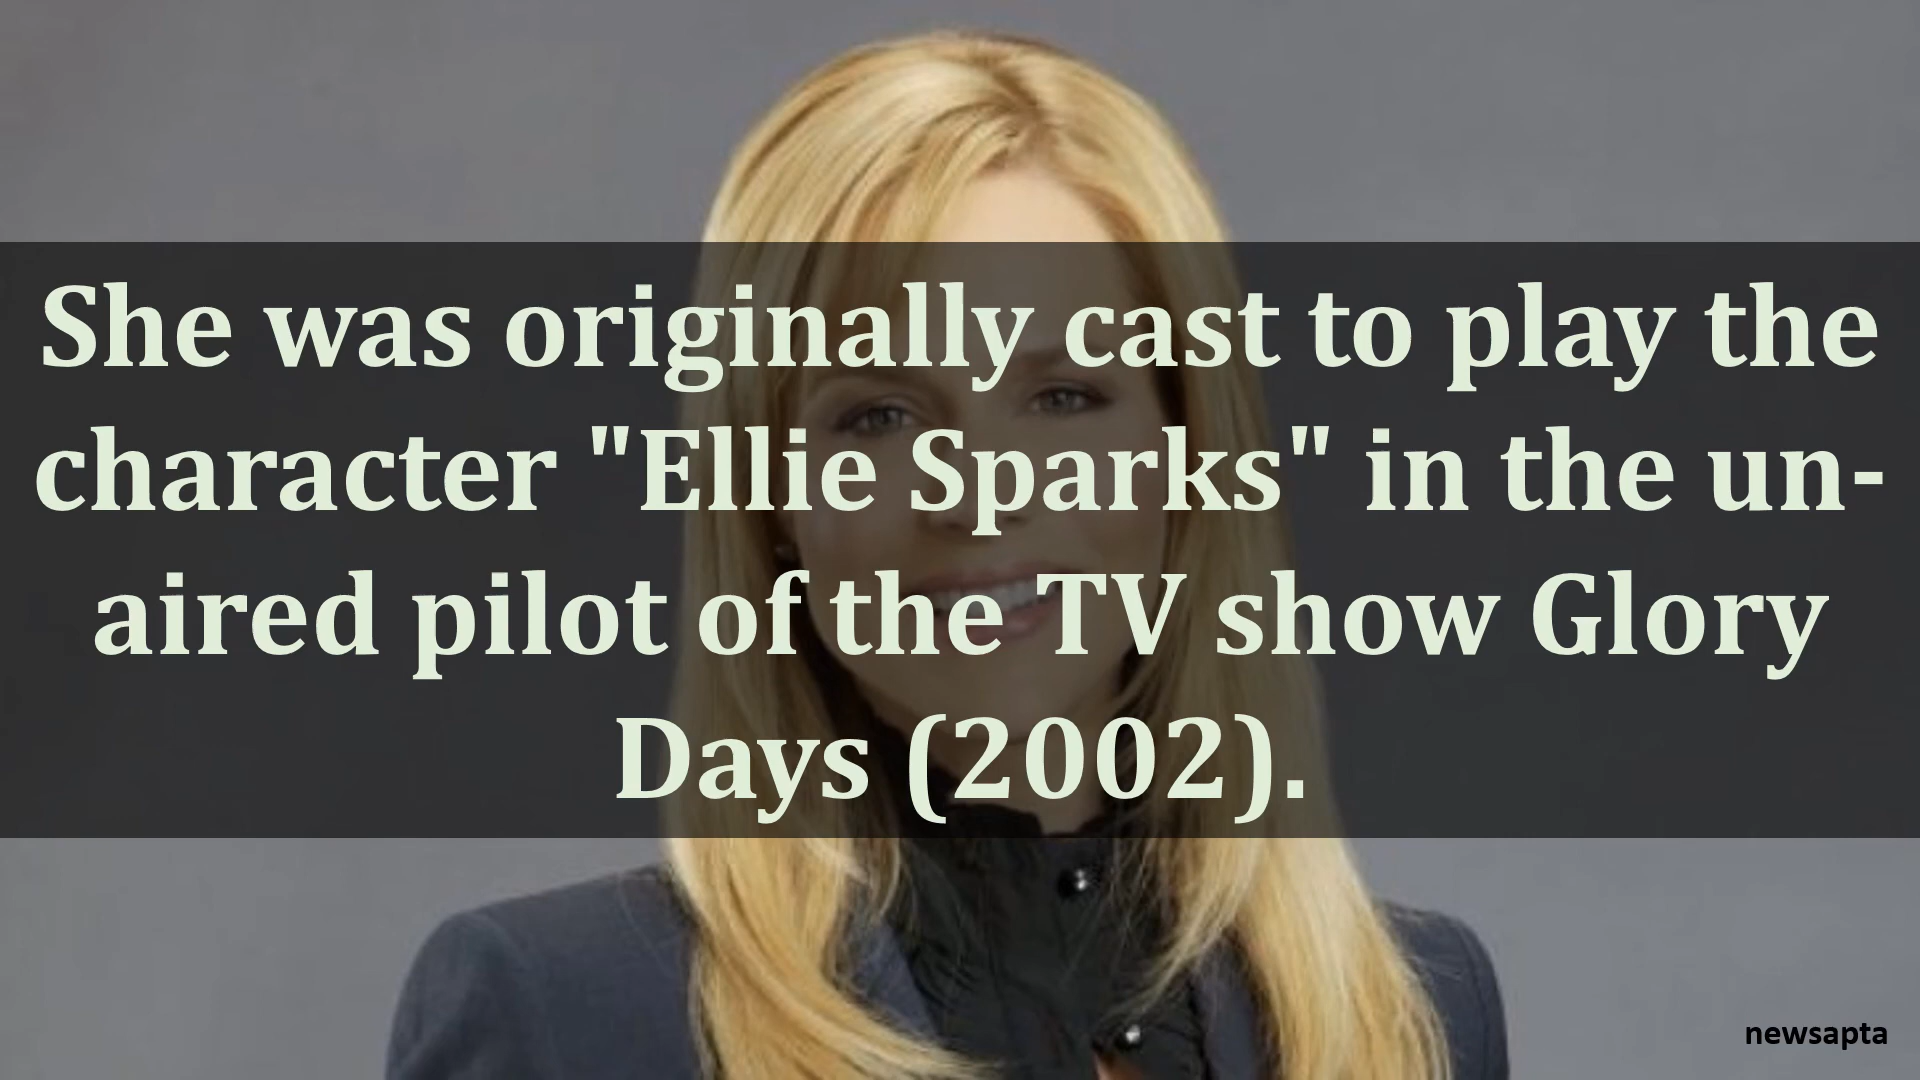 She was originally cast to play the
character "Ellie Sparks" in the un-
aired pilot of the TV show Glory
Days (2002).
newsapta